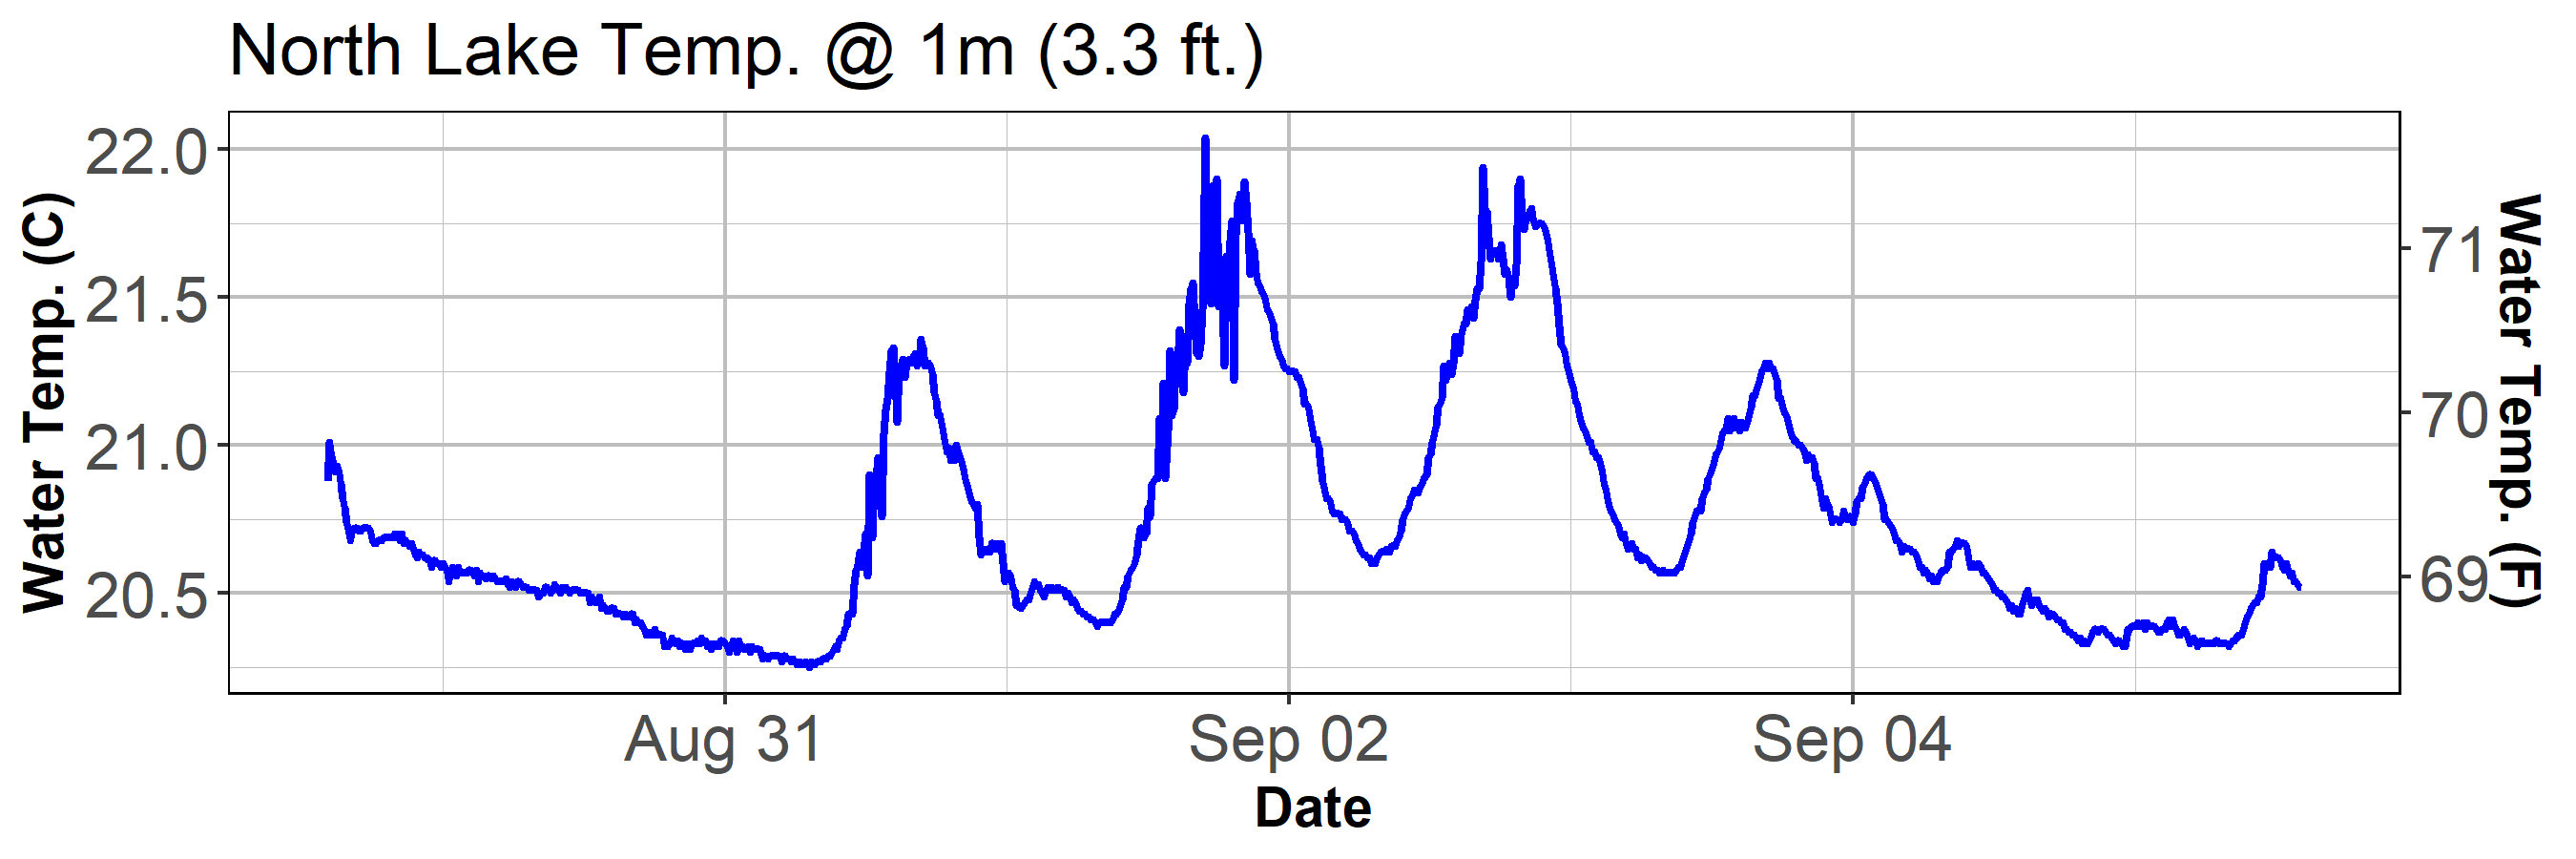 North Lake Temp. @ 1m (3.3 ft.)
Water Temp. (C)
22.0
21.5
21.0
20.5
71
70
69
Water Temp. (F)
Aug 31
Sep 02
Sep 04
Date